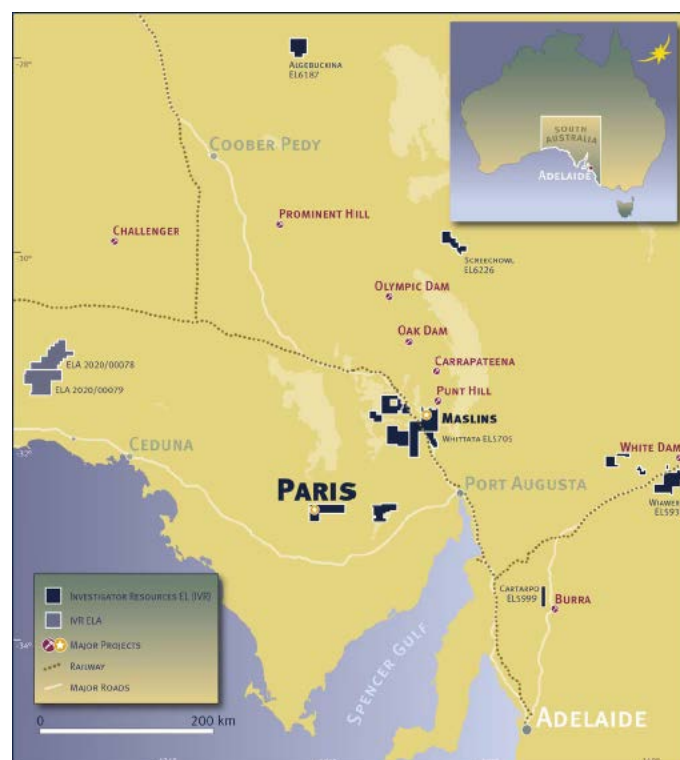 -28°
ALGEBUCKINA
EL6187
SOUTH
AUSTRALIA
ADELAIDE
COOBER PEDY
PROMINENT HILL
CHALLENGER
-30°
SCREECHOWL
EL6226
OLYMPIC DAM
OAK DAM
ELA 2020/00078
ELA 2020/00079
CARRAPATEENA
PUNT HILL
MASLINS
WHITTATA EL5705
CEDUNA
-32°
WHITE DAM
PARIS
PORT AUGUSTA
WIAWER
EL593
CARTARPO
EL5999
BURRA
INVESTIGATOR RESOURCES EL (IVR)
IVR ELA
MAJOR PROJECTS
RAILWAY
MAJOR ROADS
-34°
SPENCER GULF
0 200 km
ADELAIDE